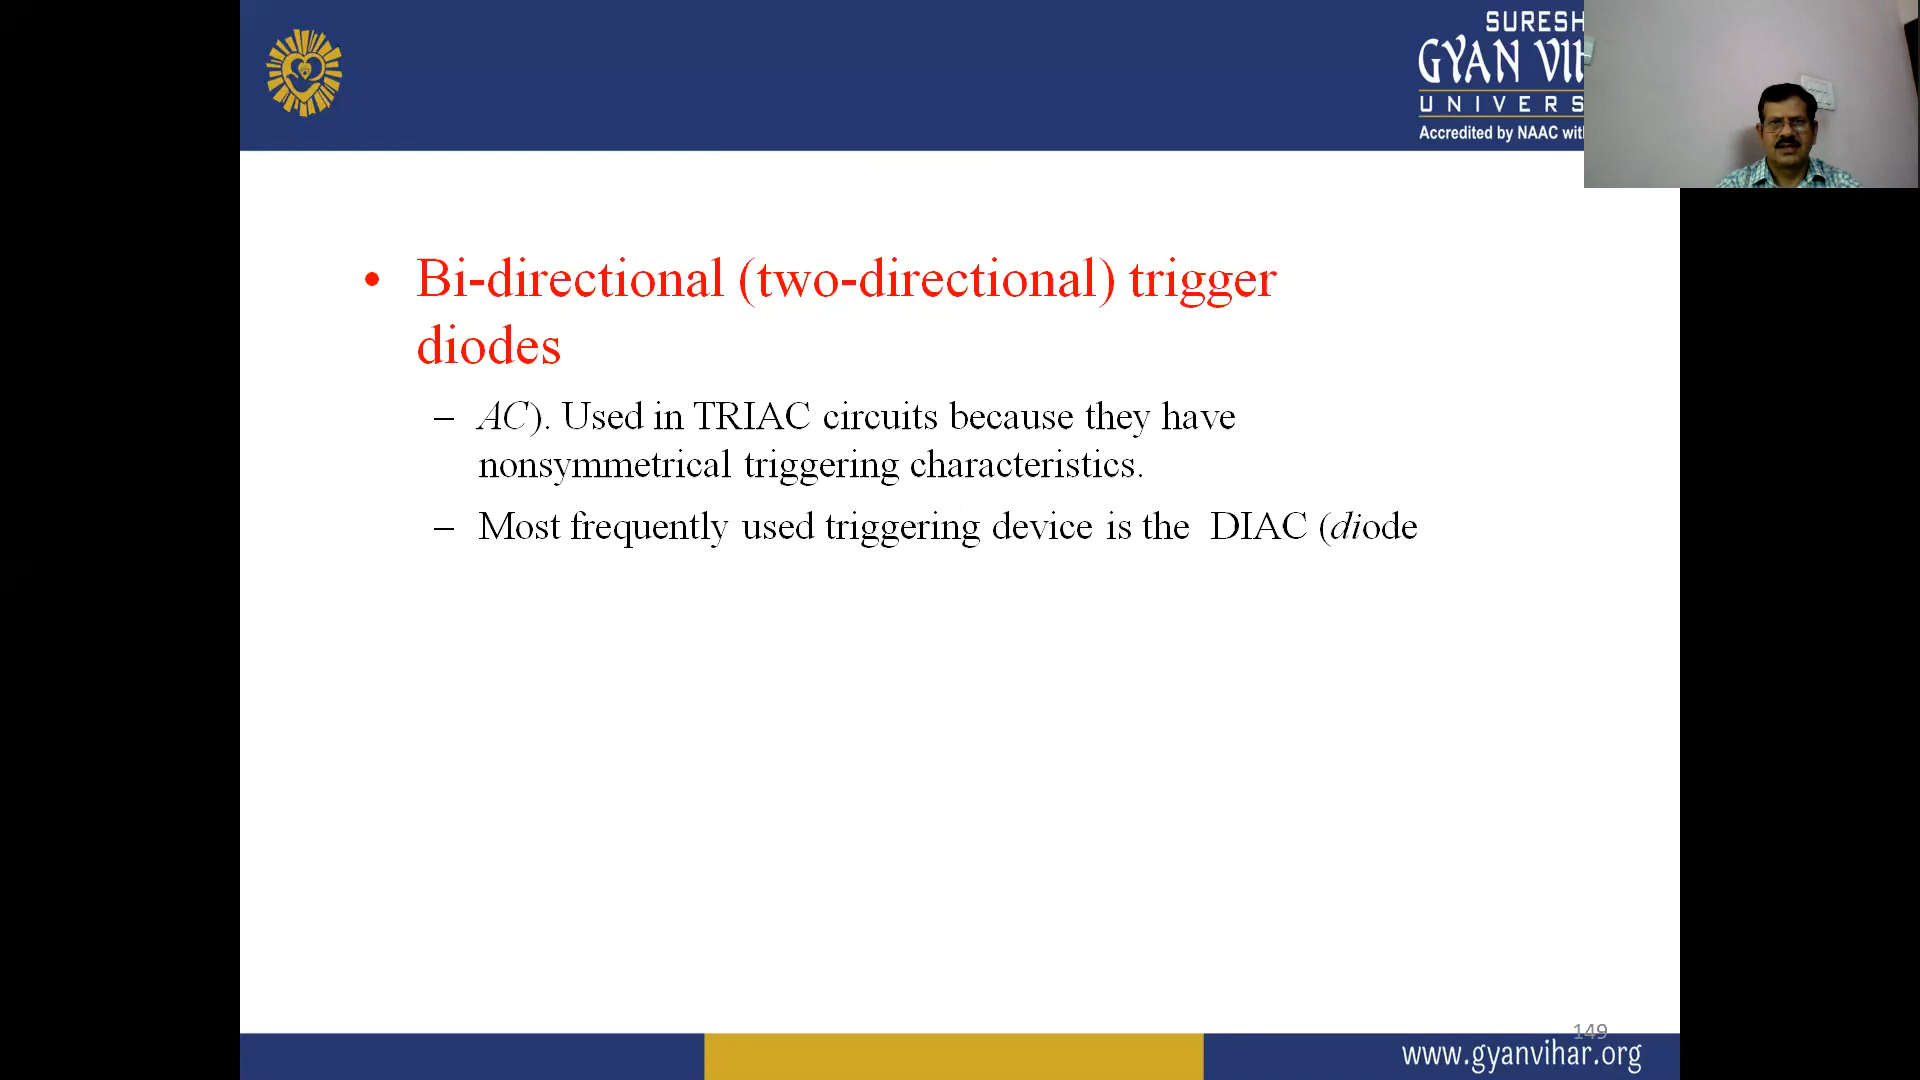 SURESH
GYAN VIH
UNIVERS
Accredited by NAAC wit
• Bi-directional (two-directional) trigger
diodes
– AC). Used in TRIAC circuits because they have
nonsymmetrical triggering characteristics.
– Most frequently used triggering device is the DIAC (diode
149
www.gyanvihar.org